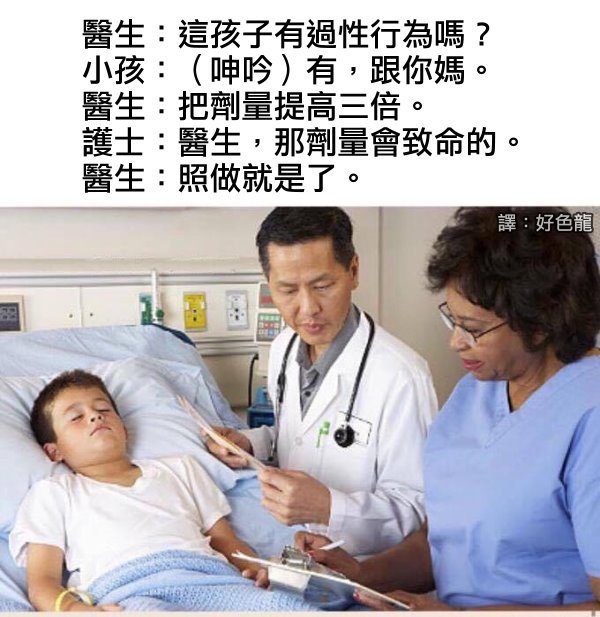 醫生：這孩子有過性行為嗎？
小孩：（呻吟）有，跟你媽。
醫生：把劑量提高三倍。
護士：醫生，那劑量會致命的。
醫生：照做就是了。
譯：好色龍